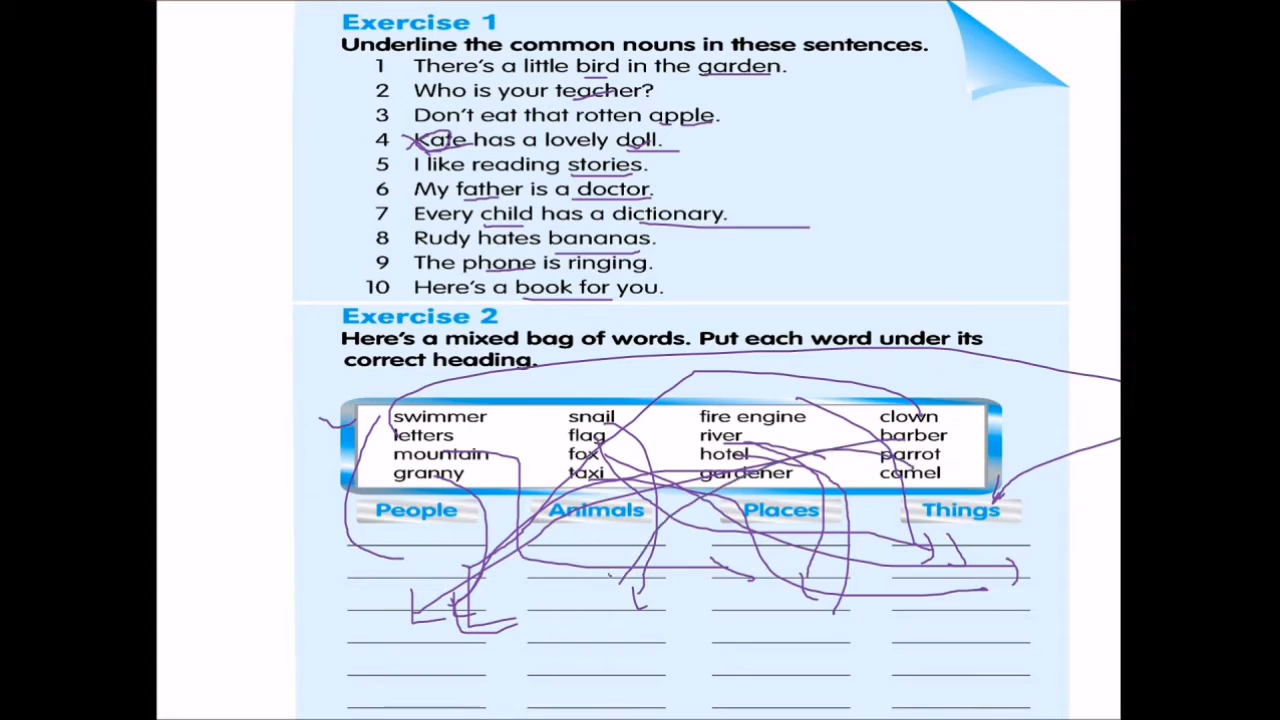 Exercise 1
Underline the common nouns in these sentences.
1 There's a little bird in the garden.
2 Who is your teacher?
3 Don't eat that rotten apple.
4 Kate has a lovely doll.
5 I like reading stories.
6 My father is a doctor.
7 Every child has a dictionary.
8 Rudy hates bananas.
9 The phone is ringing.
10 Here's a book for you.
Exercise 2
Here's a mixed bag of words. Put each word under its
correct heading.
swimmer snail fire engine clown
letters flag river barber
mountain fox hotel parrot
granny taxi gardener camel
People Animals Places Things